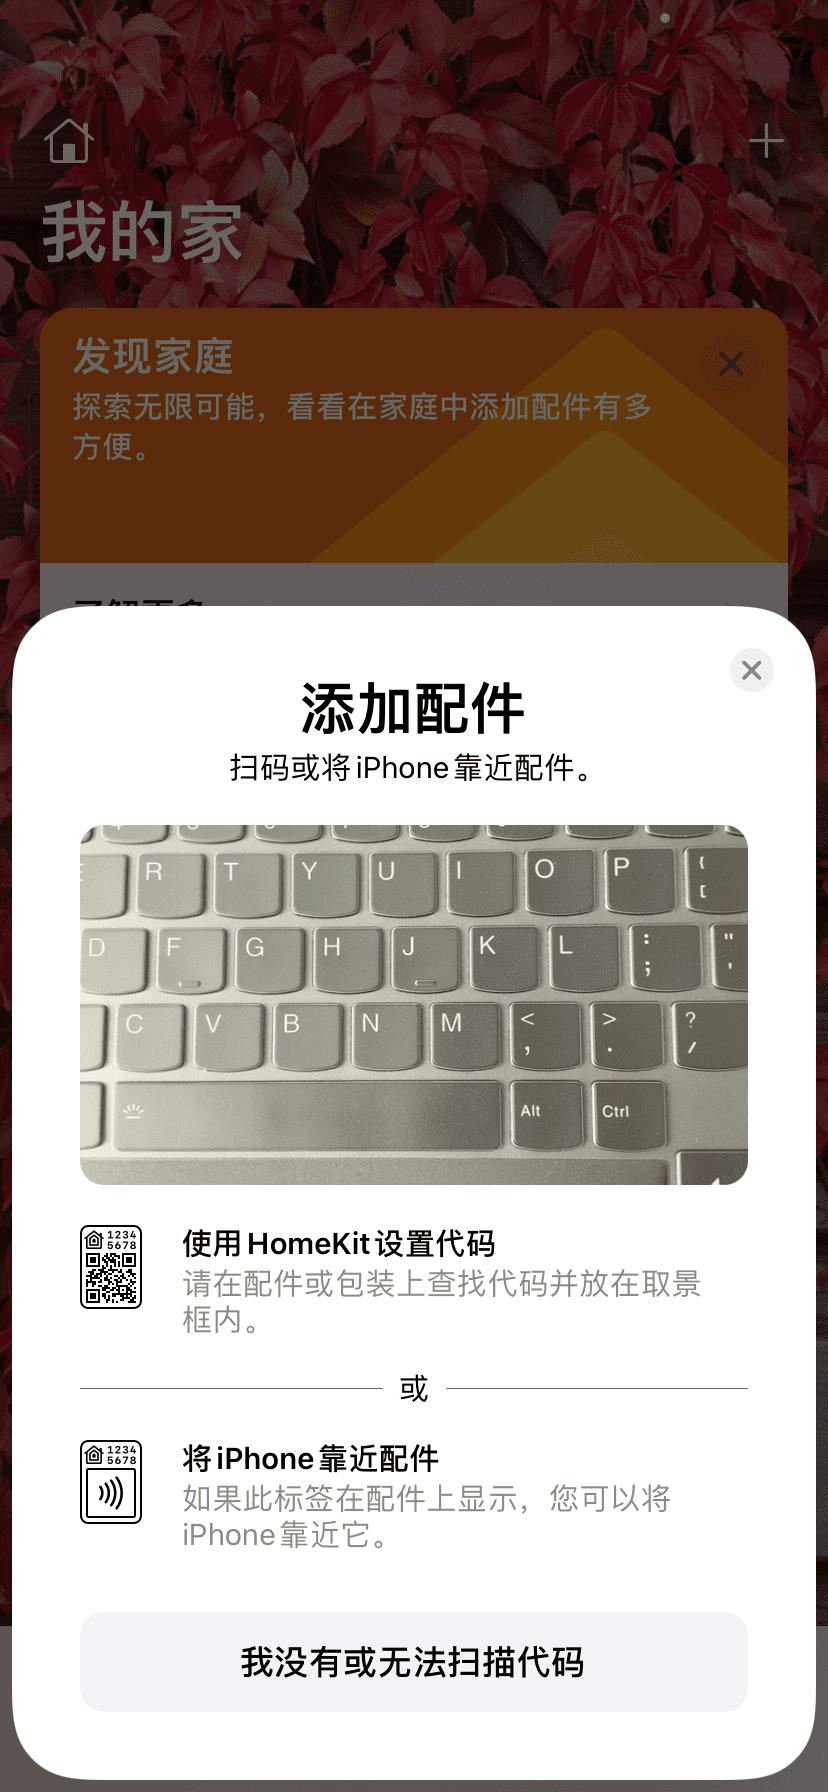 我的家
发现家庭
探索无限可能，看看在家庭中添加配件有多
方便。
添加配件
扫码或将 iPhone 靠近配件。
R T Y U I O P { [
D F G H J K L : ; " '
C V B N M < , > . ? /
Alt Ctrl
1234
5678
使用 HomeKit 设置代码
请在配件或包装上查找代码并放在取景
框内。
或
1234
5678
将 iPhone 靠近配件
如果此标签在配件上显示，您可以将
iPhone 靠近它。
我没有或无法扫描代码